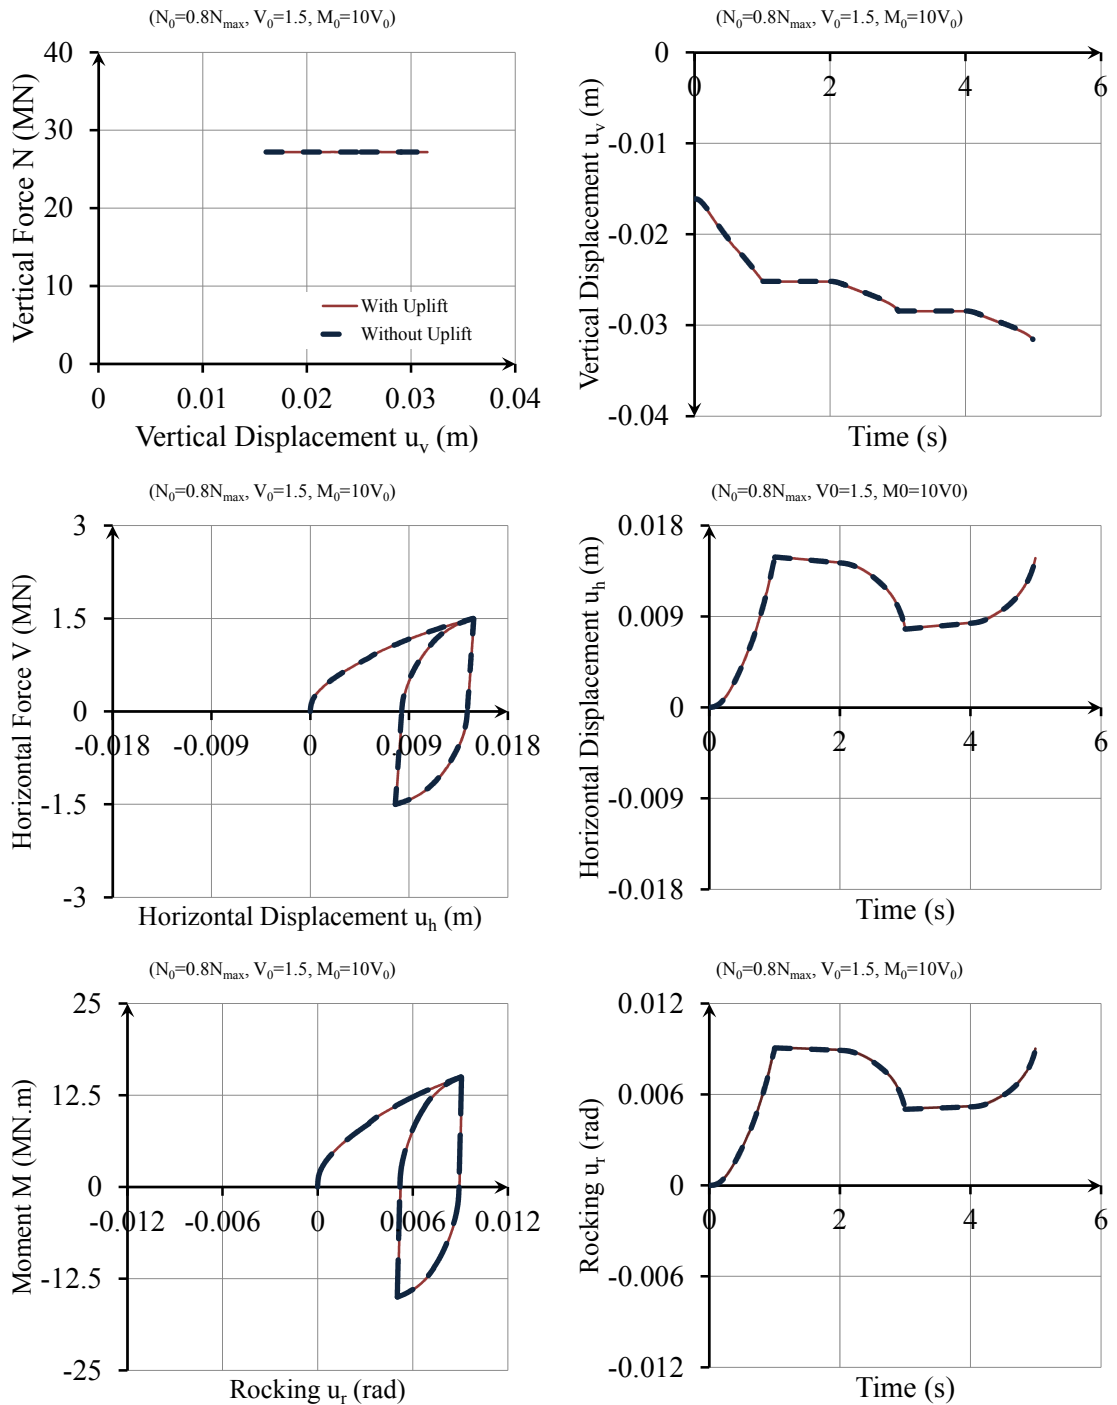 (N₀=0.8Nₘₐₓ, V₀=1.5, M₀=10V₀)
40
30
20
10
0
0 0.01 0.02 0.03 0.04
Vertical Force N (MN)
Vertical Displacement uᵥ (m)
With Uplift
Without Uplift
(N₀=0.8Nₘₐₓ, V₀=1.5, M₀=10V₀)
0
-0.01
-0.02
-0.03
-0.04
0 2 4 6
Vertical Displacement uᵥ (m)
Time (s)
(N₀=0.8Nₘₐₓ, V₀=1.5, M₀=10V₀)
3
1.5
0
-1.5
-3
-0.018 -0.009 0 0.009 0.018
Horizontal Force V (MN)
Horizontal Displacement uₕ (m)
(N₀=0.8Nₘₐₓ, V0=1.5, M0=10V0)
0.018
0.009
0
-0.009
-0.018
0 2 4 6
Horizontal Displacement uₕ (m)
Time (s)
(N₀=0.8Nₘₐₓ, V₀=1.5, M₀=10V₀)
25
12.5
0
-12.5
-25
-0.012 -0.006 0 0.006 0.012
Moment M (MN.m)
Rocking uᵣ (rad)
(N₀=0.8Nₘₐₓ, V₀=1.5, M₀=10V₀)
0.012
0.006
0
-0.006
-0.012
0 2 4 6
Rocking uᵣ (rad)
Time (s)